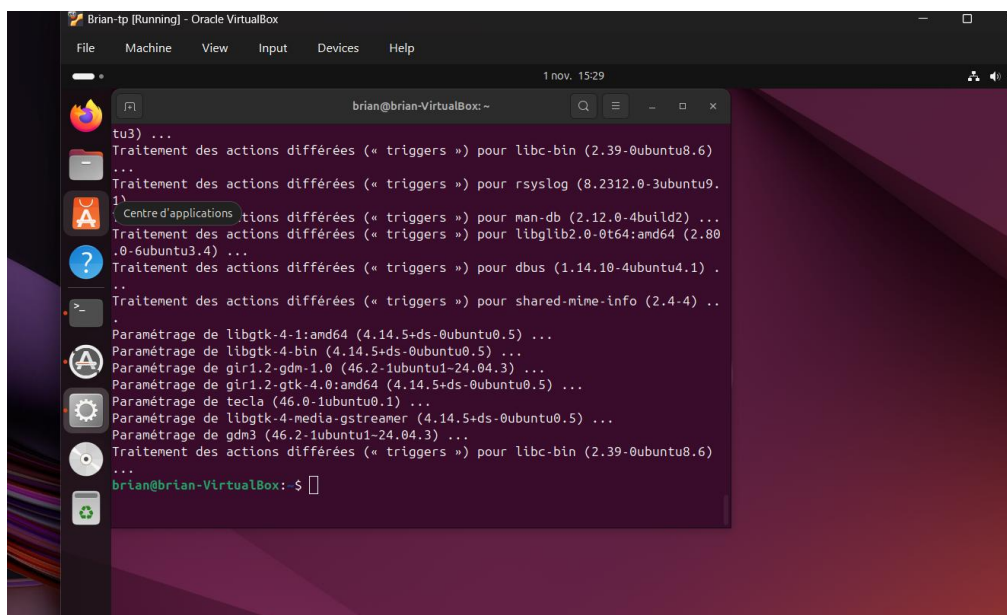 Brian-tp [Running] - Oracle VirtualBox
File Machine View Input Devices Help
1 nov. 15:29
brian@brian-VirtualBox: ~
tu3) ...
Traitement des actions différées (« triggers ») pour libc-bin (2.39-0ubuntu8.6)
...
Traitement des actions différées (« triggers ») pour rsyslog (8.2312.0-3ubuntu9.
1)
Centre d'applications
tions différées (« triggers ») pour man-db (2.12.0-4build2) ...
Traitement des actions différées (« triggers ») pour libglib2.0-0t64:amd64 (2.80
.0-6ubuntu3.4) ...
Traitement des actions différées (« triggers ») pour dbus (1.14.10-4ubuntu4.1) .
..
Traitement des actions différées (« triggers ») pour shared-mime-info (2.4-4) ..
.
Paramétrage de libgtk-4-1:amd64 (4.14.5+ds-0ubuntu0.5) ...
Paramétrage de libgtk-4-bin (4.14.5+ds-0ubuntu0.5) ...
Paramétrage de gir1.2-gdm-1.0 (46.2-1ubuntu1~24.04.3) ...
Paramétrage de gir1.2-gtk-4.0:amd64 (4.14.5+ds-0ubuntu0.5) ...
Paramétrage de tecla (46.0-1ubuntu0.1) ...
Paramétrage de libgtk-4-media-gstreamer (4.14.5+ds-0ubuntu0.5) ...
Paramétrage de gdm3 (46.2-1ubuntu1~24.04.3) ...
Traitement des actions différées (« triggers ») pour libc-bin (2.39-0ubuntu8.6)
...
brian@brian-VirtualBox:~$